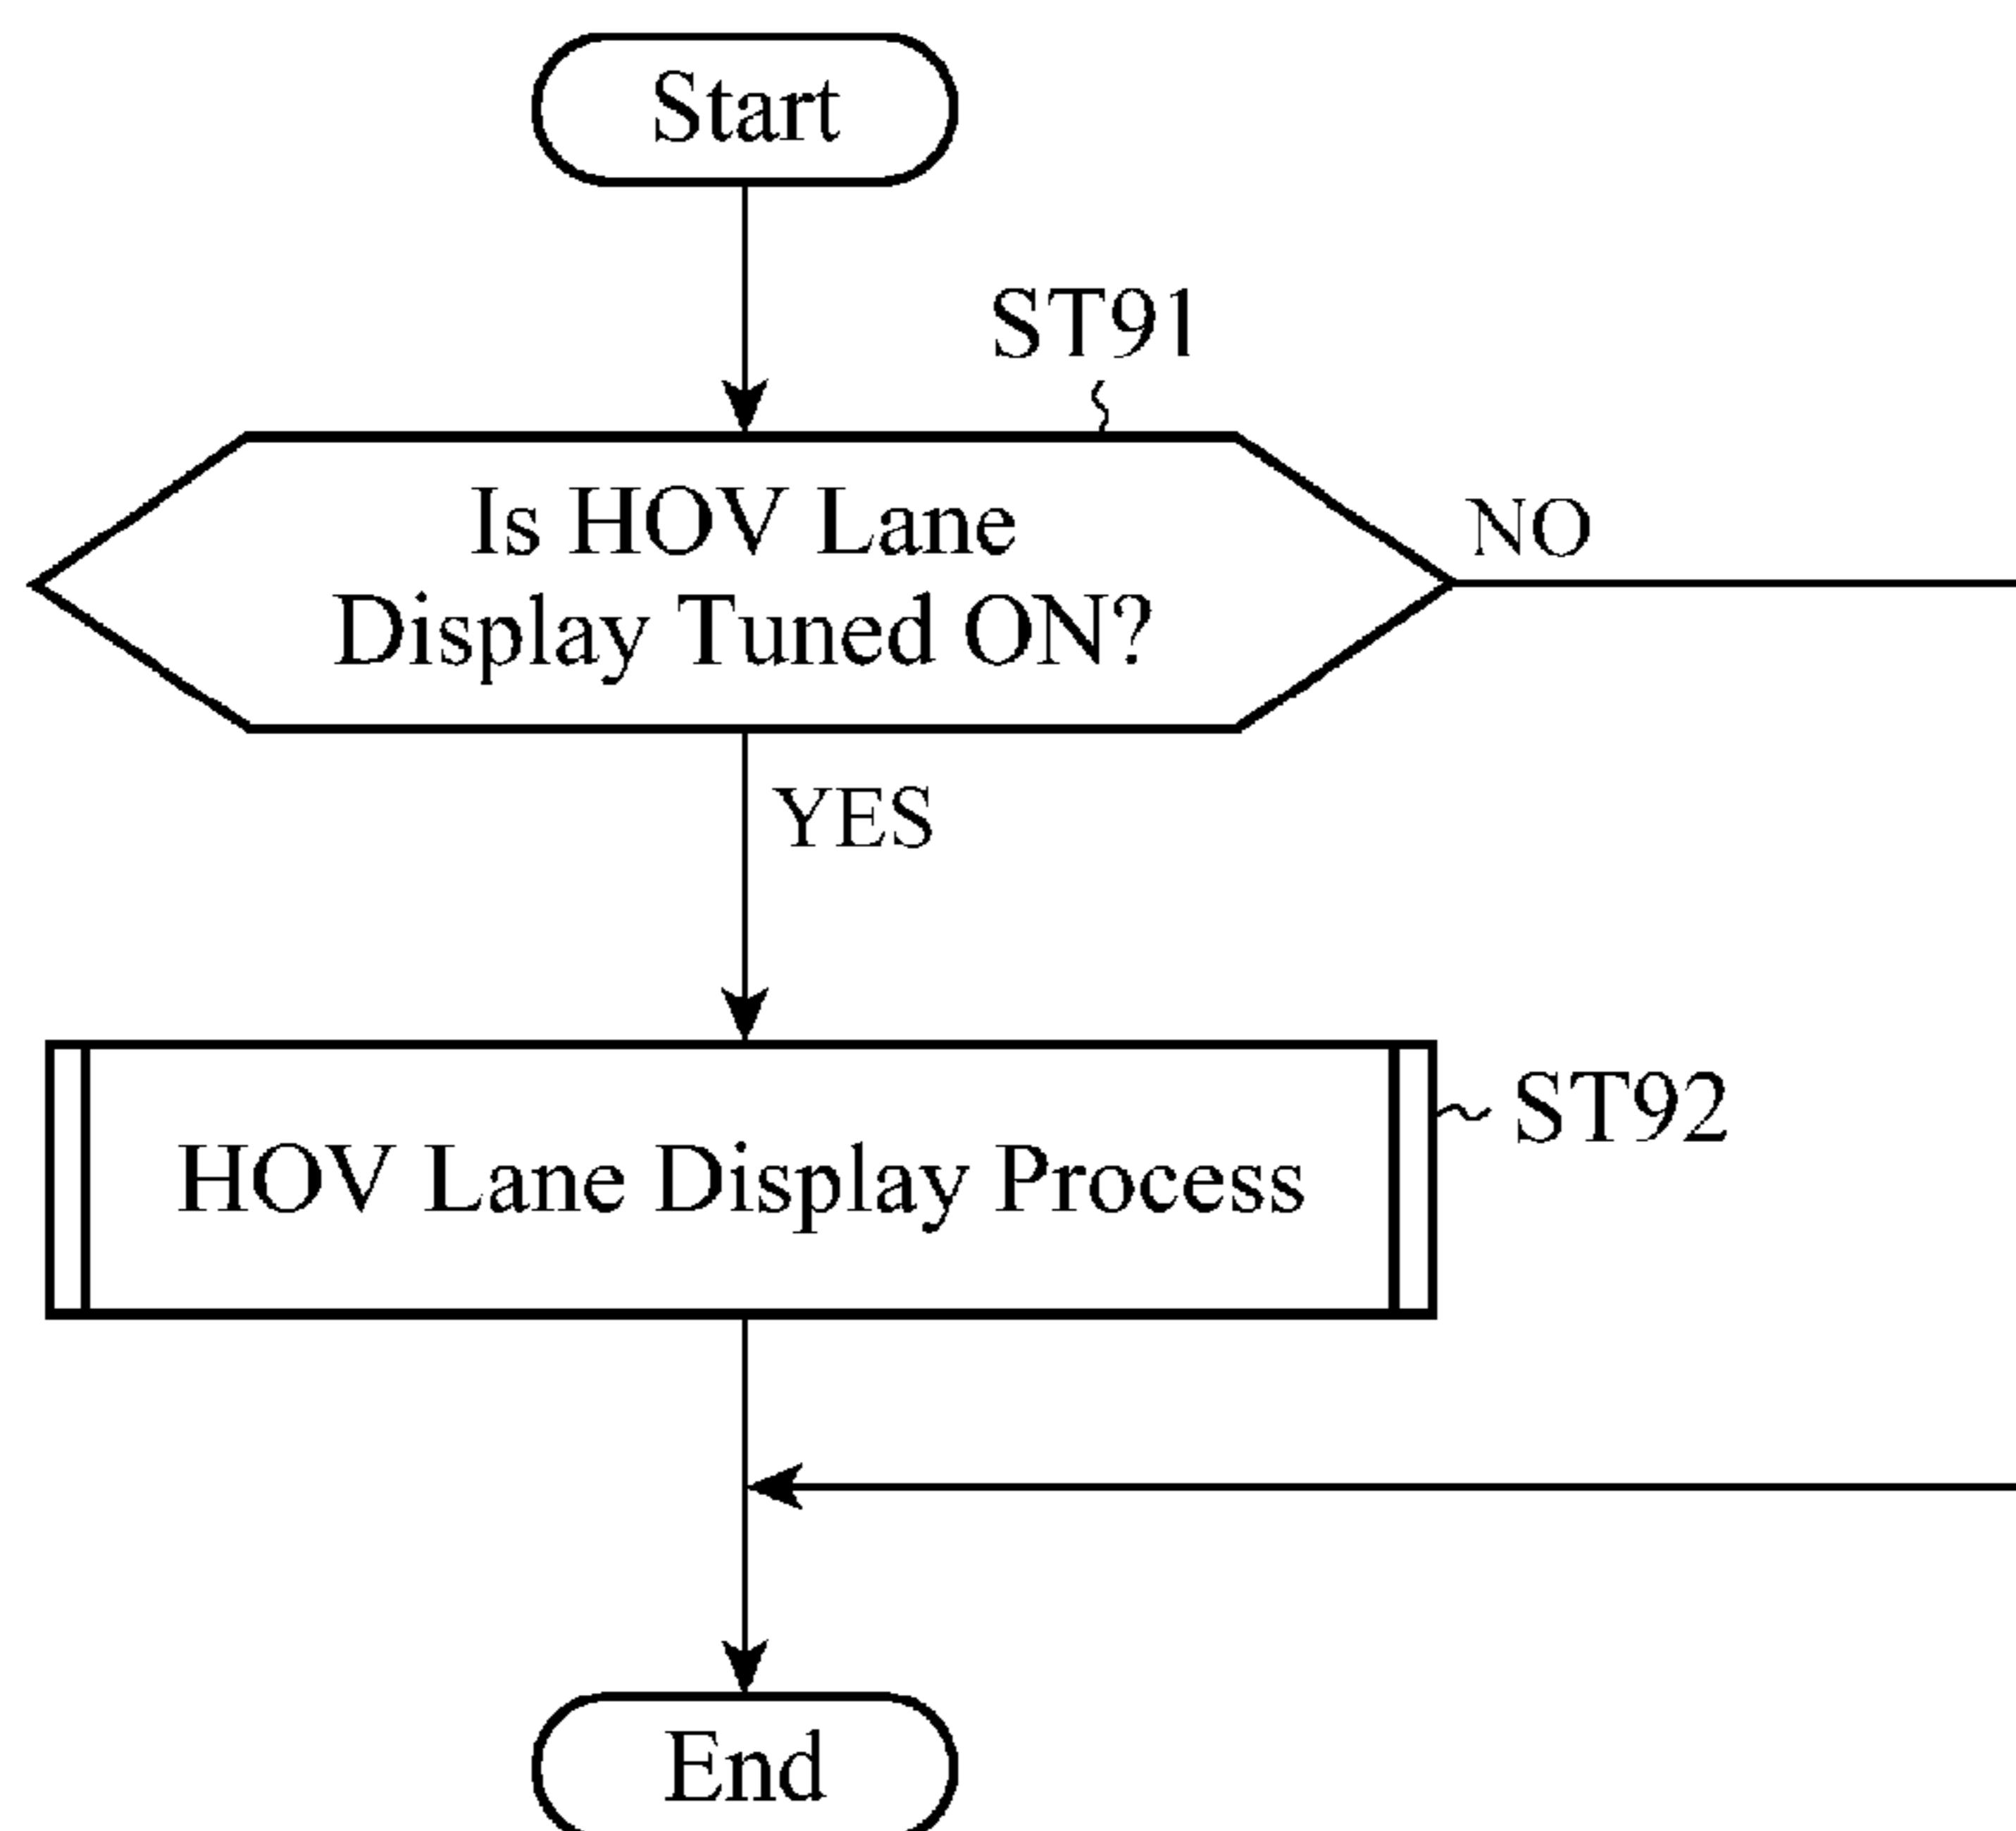 Start
ST91
Is HOV Lane
Display Tuned ON?
NO
YES
HOV Lane Display Process
ST92
End